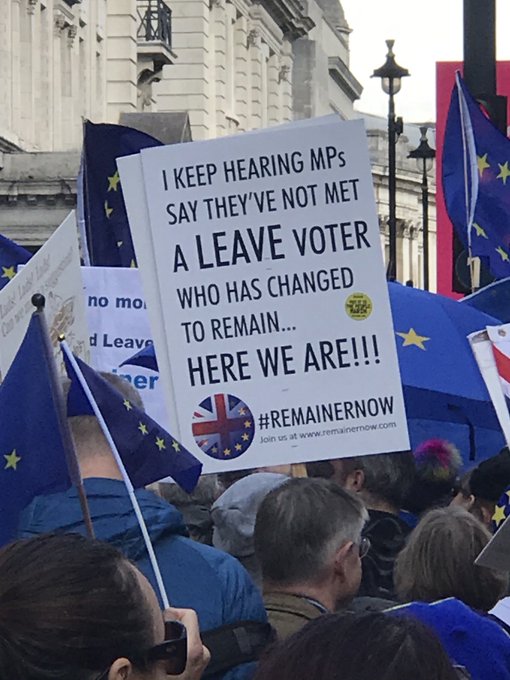 I KEEP HEARING MPs
SAY THEY'VE NOT MET
A LEAVE VOTER
WHO HAS CHANGED
TO REMAIN...
HERE WE ARE!!!
#REMAINERNOW
Join us at www.remainernow.com
no mo
d Leave
iner